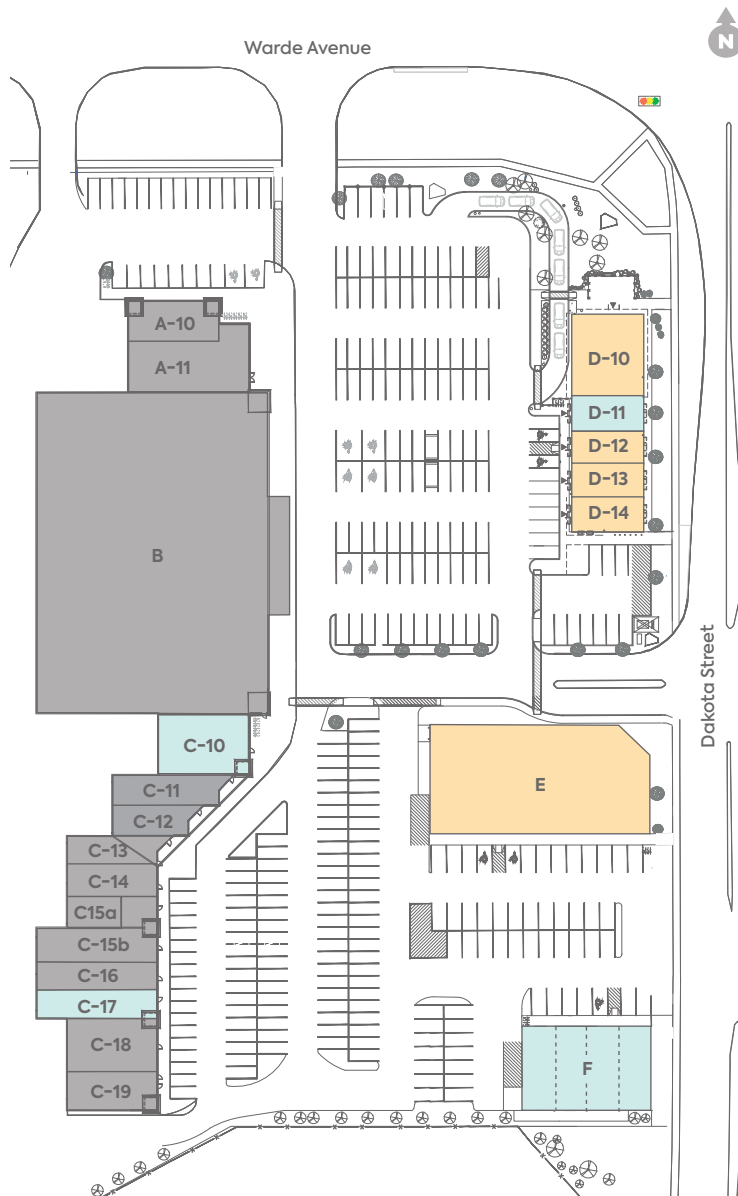 Warde Avenue
N
A-10
A-11
B
D-10
D-11
D-12
D-13
D-14
Dakota Street
C-10
C-11
C-12
C-13
C-14
C15a
C-15b
C-16
C-17
C-18
C-19
E
F